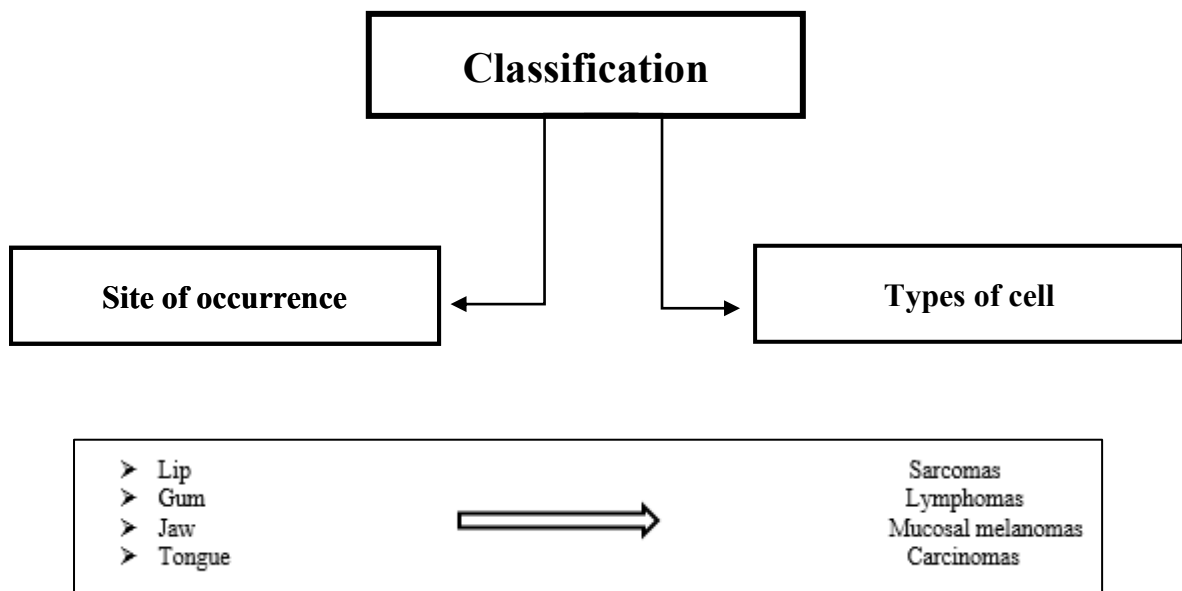 Classification
Site of occurrence
Types of cell
➤ Lip
➤ Gum
➤ Jaw
➤ Tongue
Sarcomas
Lymphomas
Mucosal melanomas
Carcinomas